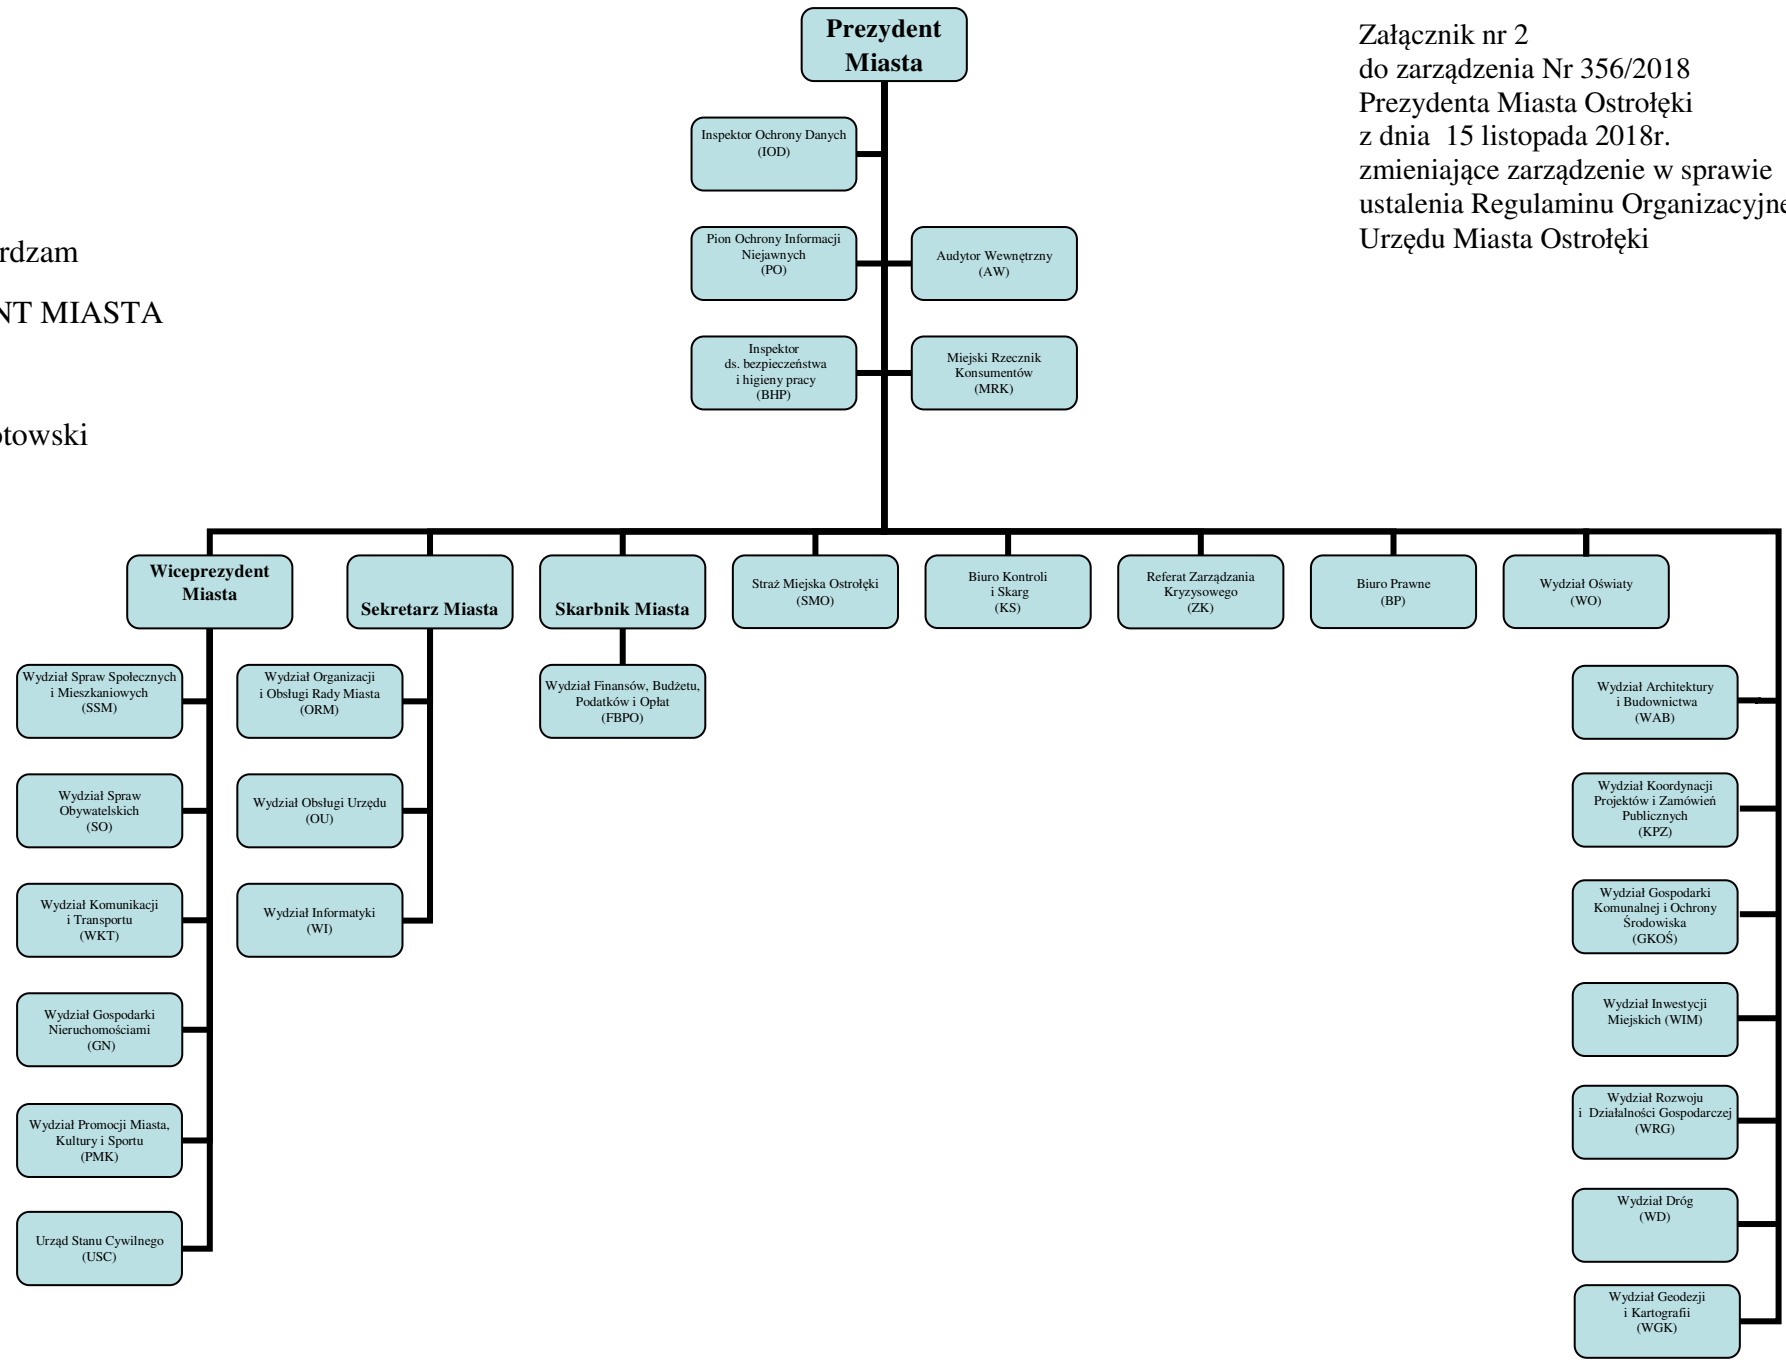 Prezydent
Miasta
Załącznik nr 2
do zarządzenia Nr 356/2018
Prezydenta Miasta Ostrołęki
z dnia 15 listopada 2018r.
zmieniające zarządzenie w sprawie
ustalenia Regulaminu
Urzędu Miasta Ostrołęki
MIASTA
Inspektor Ochrony Danych
(IOD)
Pion Ochrony Informacji
Niejawnych
(PO)
Audytor Wewnętrzny
(AW)
Inspektor
ds. bezpieczeństwa
i higieny pracy
(BHP)
Miejski Rzecznik
Konsumentów
(MRK)
Wiceprezydent
Miasta
Sekretarz Miasta
Skarbnik Miasta
Straż Miejska Ostrołęki
(SMO)
Biuro Kontroli
i Skarg
(KS)
Referat Zarządzania
Kryzysowego
(ZK)
Biuro Prawne
(BP)
Wydział Oświaty
(WO)
Wydział Spraw Społecznych
i Mieszkaniowych
(SSM)
Wydział Spraw
Obywatelskich
(SO)
Wydział Komunikacji
i Transportu
(WKT)
Wydział Gospodarki
Nieruchomościami
(GN)
Wydział Promocji Miasta,
Kultury i Sportu
(PMK)
Urząd Stanu Cywilnego
(USC)
Wydział Organizacji
i Obsługi Rady Miasta
(ORM)
Wydział Obsługi Urzędu
(OU)
Wydział Informatyki
(WI)
Wydział Finansów, Budżetu,
Podatków i Opłat
(FBPO)
Wydział Architektury
i Budownictwa
(WAB)
Wydział Koordynacji
Projektów i Zamówień
Publicznych
(KPZ)
Wydział Gospodarki
Komunalnej i Ochrony
Środowiska
(GKOŚ)
Wydział Inwestycji
Miejskich (WIM)
Wydział Rozwoju
i Działalności Gospodarczej
(WRG)
Wydział Dróg
(WD)
Wydział Geodezji
i Kartografii
(WGK)